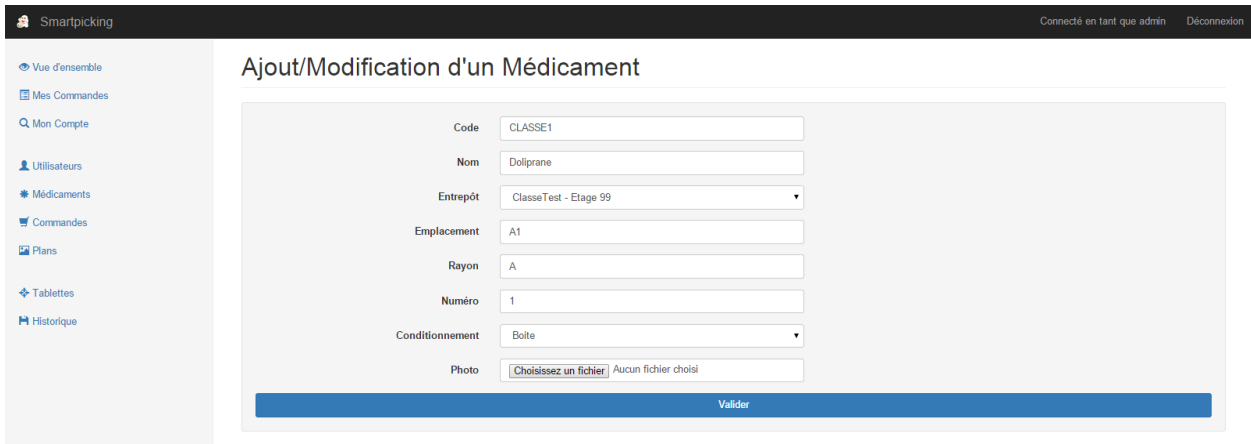 Smartpicking
Connecté en tant que admin Déconnexion
Vue d'ensemble
Mes Commandes
Mon Compte
Utilisateurs
Médicaments
Commandes
Plans
Tablettes
Historique
Ajout/Modification d'un Médicament
Code CLASSE1
Nom Doliprane
Entrepôt ClasseTest - Etage 99
Emplacement A1
Rayon A
Numéro 1
Conditionnement Boite
Photo Choisissez un fichier Aucun fichier choisi
Valider